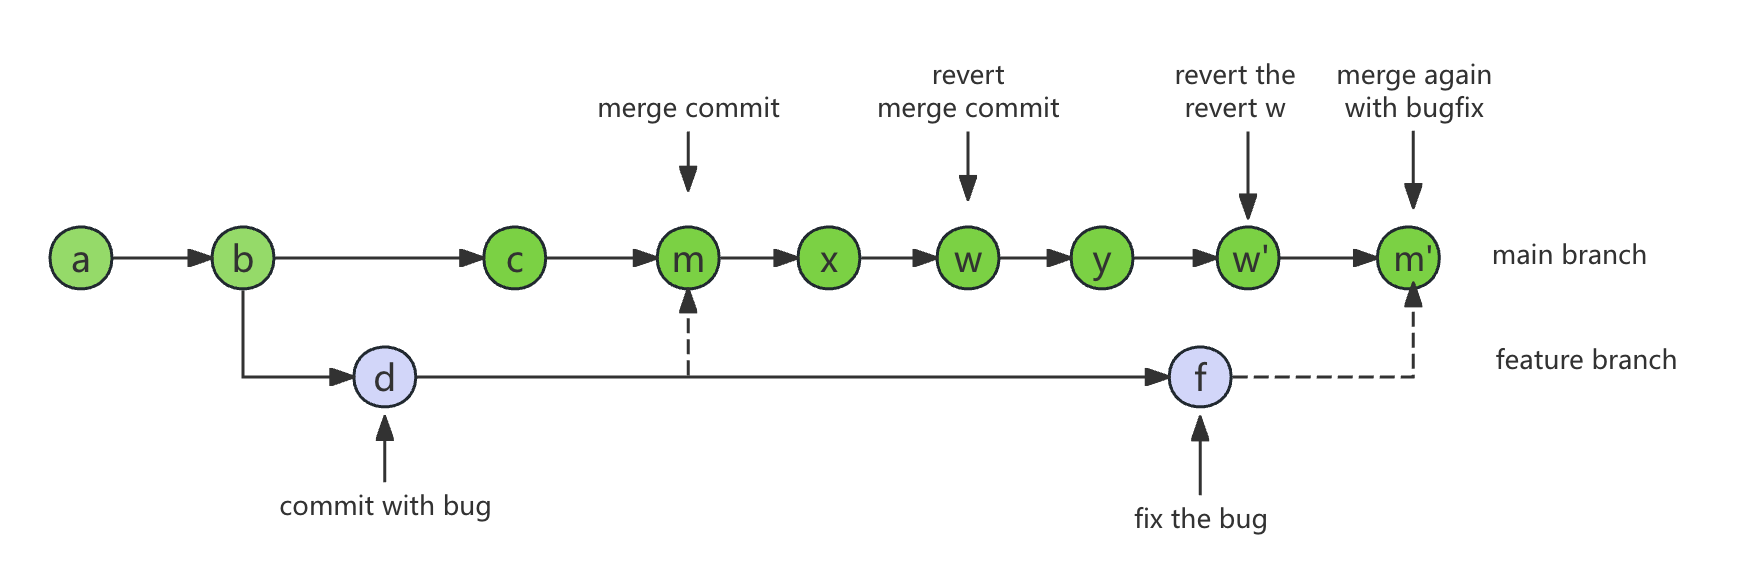 revert
merge commit
merge commit
revert the
revert w
merge again
with bugfix
a
b
c
m
x
w
y
w'
m'
main branch
d
f
feature branch
commit with bug
fix the bug